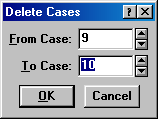 Delete Cases
From Case: 9
To Case: 10
OK Cancel